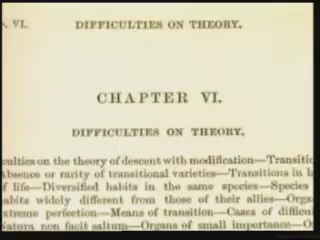 VI. DIFFICULTIES ON THEORY.
CHAPTER VI.
DIFFICULTIES ON THEORY.
culties on the theory of descent with modification—Transitio
Absence or rarity of transitional varieties—Transitions in
f life—Diversified habits in the same species—Species
abits widely different from those of their allies—Orga
xtreme perfection—Means of transition—Cases of difficul
Natura non facit saltum—Organs of small importance—O